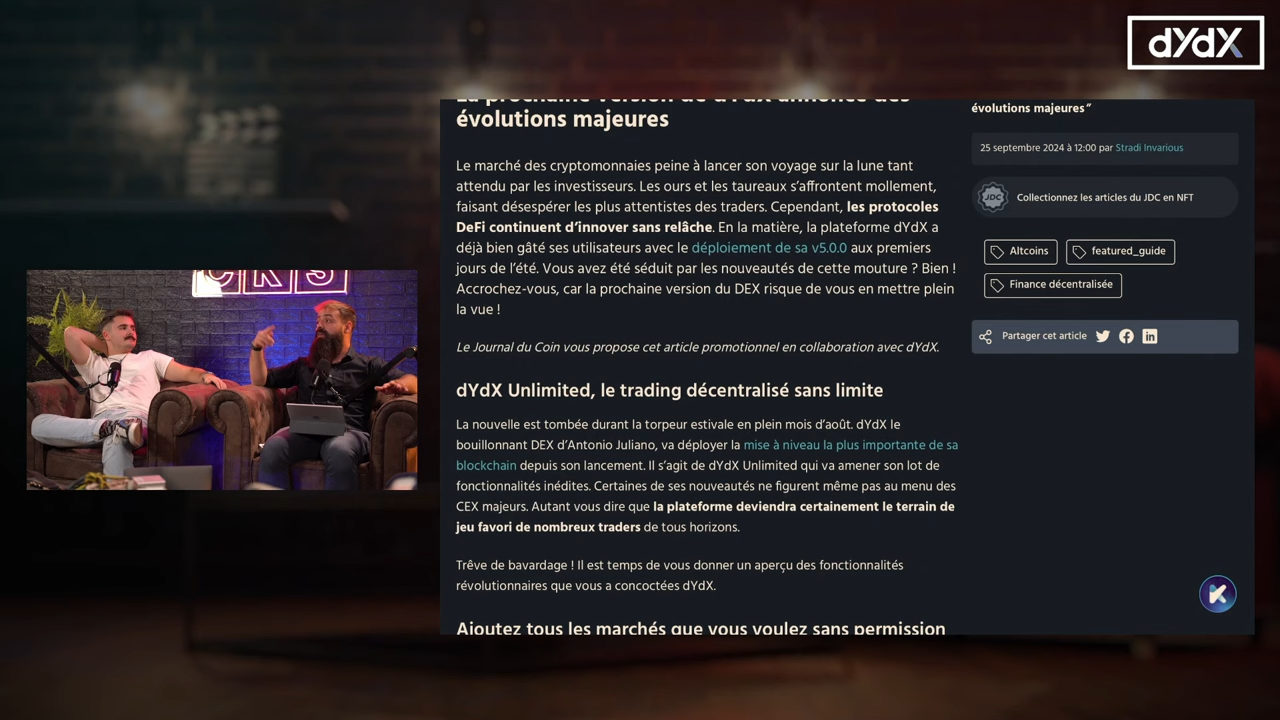 dYdX
La prochaine version de dYdX annonce des
évolutions majeures
Le marché des cryptomonnaies peine à lancer son voyage sur la lune tant
attendu par les investisseurs. Les ours et les taureaux s’affrontent mollement,
faisant désespérer les plus attentistes des traders. Cependant, les protocoles
DeFi continuent d’innover sans relâche. En la matière, la plateforme dYdX a
déjà bien gâté ses utilisateurs avec le déploiement de sa v5.0.0 aux premiers
jours de l’été. Vous avez été séduit par les nouveautés de cette mouture ? Bien !
Accrochez-vous, car la prochaine version du DEX risque de vous en mettre plein
la vue !
Le Journal du Coin vous propose cet article promotionnel en collaboration avec dYdX.
dYdX Unlimited, le trading décentralisé sans limite
La nouvelle est tombée durant la torpeur estivale en plein mois d’août. dYdX le
bouillonnant DEX d’Antonio Juliano, va déployer la mise à niveau la plus importante de sa
blockchain depuis son lancement. Il s’agit de dYdX Unlimited qui va amener son lot de
fonctionnalités inédites. Certaines de ses nouveautés ne figurent même pas au menu des
CEX majeurs. Autant vous dire que la plateforme deviendra certainement le terrain de
jeu favori de nombreux traders de tous horizons.
Trêve de bavardage ! Il est temps de vous donner un aperçu des fonctionnalités
révolutionnaires que vous a concoctées dYdX.
Ajoutez tous les marchés que vous voulez sans permission
évolutions majeures”
25 septembre 2024 à 12:00 par Stradi Invarious
JDC
Collectionnez les articles du JDC en NFT
Altcoins
featured_guide
Finance décentralisée
Partager cet article